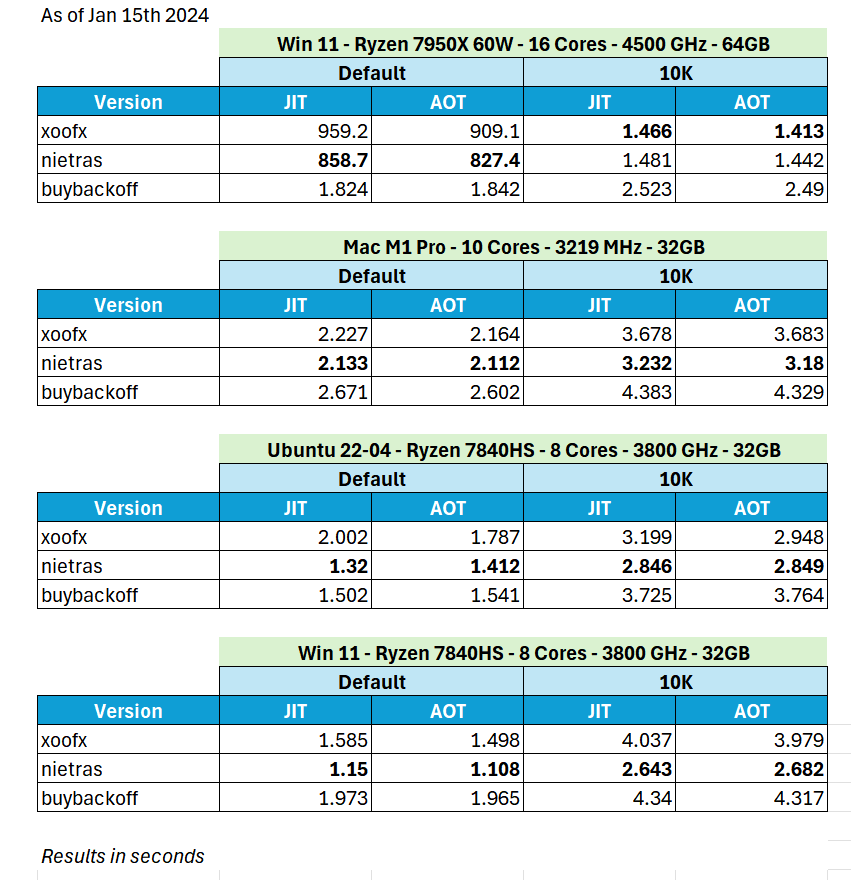 As of Jan 15th 2024
Win 11 - Ryzen 7950X 60W - 16 Cores - 4500 GHz - 64GB
Default 10K
Version JIT AOT JIT AOT
xoofx 959.2 909.1 1.466 1.413
nietras 858.7 827.4 1.481 1.442
buybackoff 1.824 1.842 2.523 2.49
Mac M1 Pro - 10 Cores - 3219 MHz - 32GB
Default 10K
Version JIT AOT JIT AOT
xoofx 2.227 2.164 3.678 3.683
nietras 2.133 2.112 3.232 3.18
buybackoff 2.671 2.602 4.383 4.329
Ubuntu 22-04 - Ryzen 7840HS - 8 Cores - 3800 GHz - 32GB
Default 10K
Version JIT AOT JIT AOT
xoofx 2.002 1.787 3.199 2.948
nietras 1.32 1.412 2.846 2.849
buybackoff 1.502 1.541 3.725 3.764
Win 11 - Ryzen 7840HS - 8 Cores - 3800 GHz - 32GB
Default 10K
Version JIT AOT JIT AOT
xoofx 1.585 1.498 4.037 3.979
nietras 1.15 1.108 2.643 2.682
buybackoff 1.973 1.965 4.34 4.317
Results in seconds